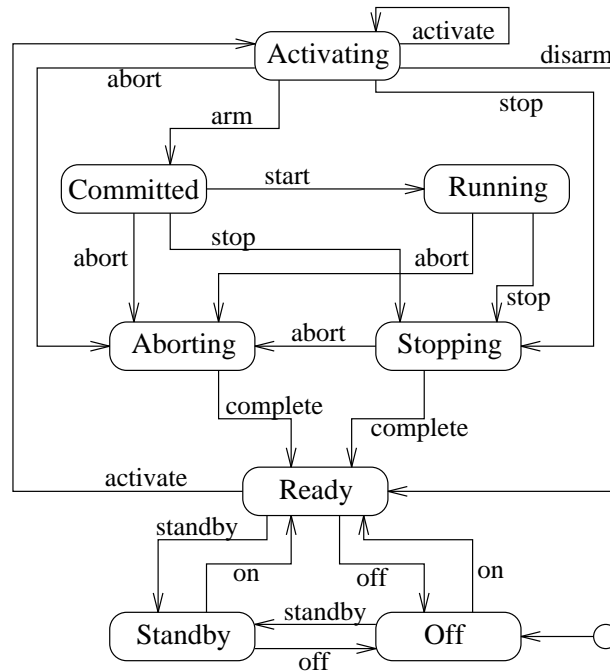 activate
Activating
disarm
abort
stop
arm
Committed
start
Running
abort
stop
abort
stop
Aborting
abort
Stopping
complete
complete
activate
Ready
standby
on
off
on
standby
Standby
Off
off